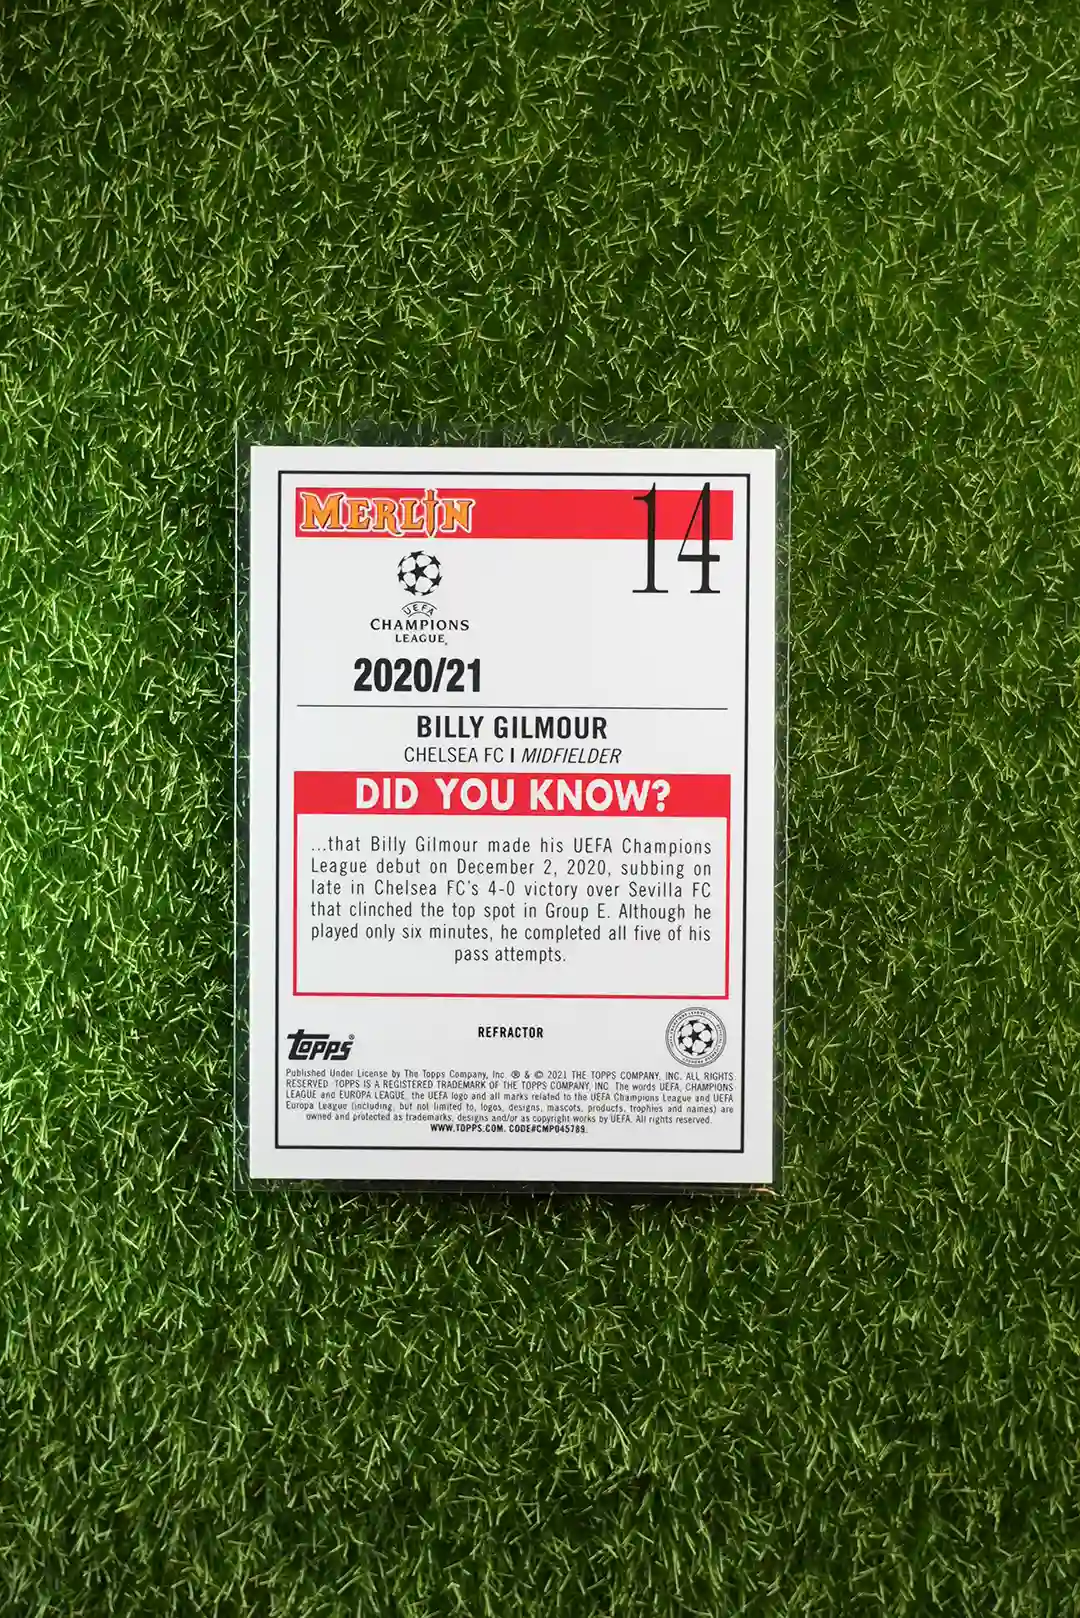 MERLIN
14
UEFA
CHAMPIONS
LEAGUE
2020/21
BILLY GILMOUR
CHELSEA FC | MIDFIELDER
DID YOU KNOW?
...that Billy Gilmour made his UEFA Champions
League debut on December 2, 2020, subbing on
late in Chelsea FC's 4-0 victory over Sevilla FC
that clinched the top spot in Group E. Although he
played only six minutes, he completed all five of his
pass attempts.
REFRACTOR
topps®
Published Under License by The Topps Company, Inc. ® & © 2021 THE TOPPS COMPANY, INC. ALL RIGHTS
RESERVED. TOPPS IS A REGISTERED TRADEMARK OF THE TOPPS COMPANY, INC. The words UEFA, CHAMPIONS
LEAGUE and EUROPA LEAGUE, the UEFA logo and all marks related to the UEFA Champions League and UEFA
Europa League (including, but not limited to, logos, designs, mascots, products, trophies and names) are
owned and protected as trademarks, designs and/or as copyright works by UEFA. All rights reserved.
WWW.TOPPS.COM. CODE#CMP045789.